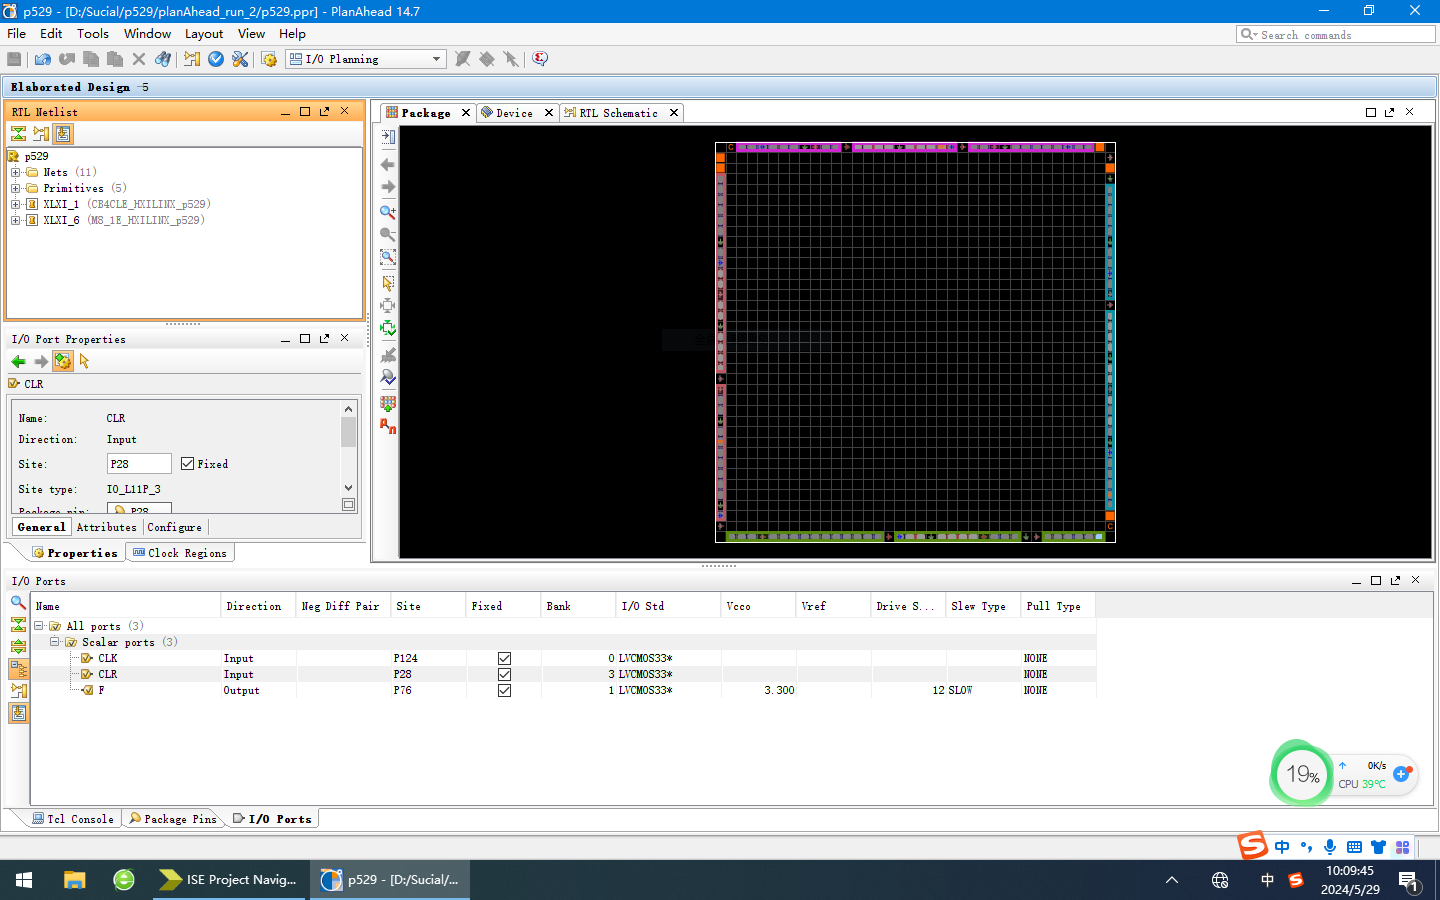 p529 - [D:/Sucial/p529/planAhead_run_2/p529.ppr] - PlanAhead 14.7
File Edit Tools Window Layout View Help
Search commands
I/O Planning
Elaborated Design -5
RTL Netlist
p529
Nets (11)
Primitives (5)
XLXI_1 (CB4CLE_HXILINX_p529)
XLXI_6 (M8_1E_HXILINX_p529)
I/O Port Properties
CLR
Name: CLR
Direction: Input
Site: P28 Fixed
Site type: IO_L11P_3
Package pin: P28
General Attributes Configure
Properties Clock Regions
Package Device RTL Schematic
I/O Ports
Name Direction Neg Diff Pair Site Fixed Bank I/O Std Vcco Vref Drive S... Slew Type Pull Type
All ports (3)
Scalar ports (3)
CLK Input P124 0 LVCMOS33* NONE
CLR Input P28 3 LVCMOS33* NONE
F Output P76 1 LVCMOS33* 3.300 12 SLOW NONE
19%
0K/s
CPU 39°C
Tcl Console Package Pins I/O Ports
中
ISE Project Navig...
p529 - [D:/Sucial/...
中
10:09:45
2024/5/29
1